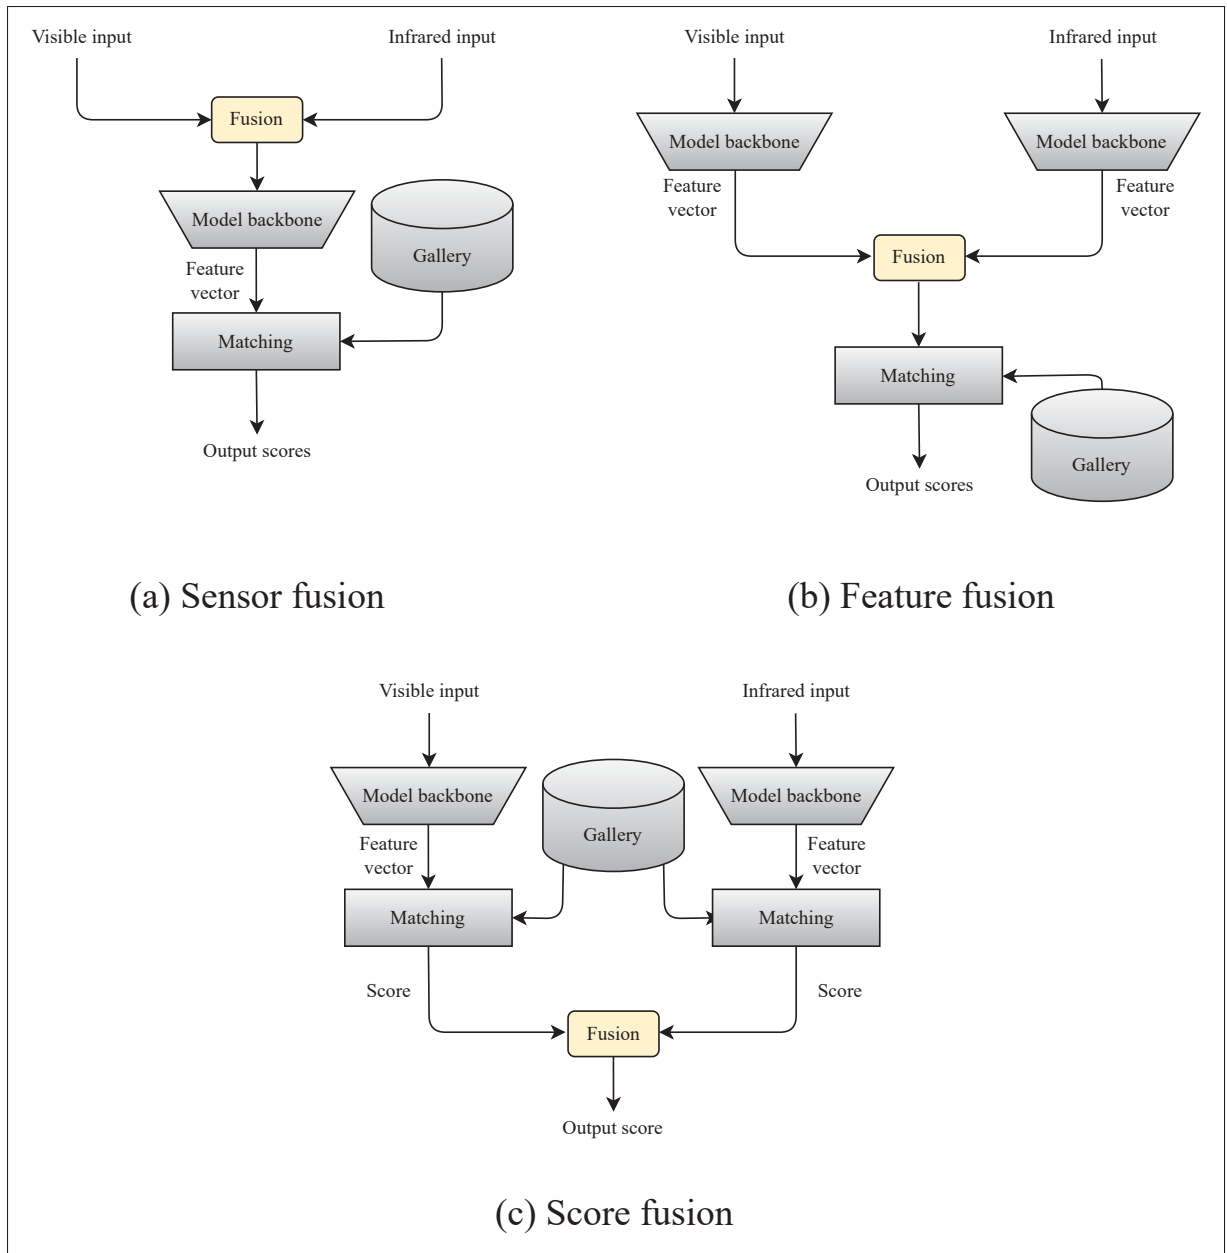 Visible input
Infrared input
Fusion
Model backbone
Gallery
Feature
vector
Matching
Output scores
(a) Sensor fusion
Visible input
Infrared input
Model backbone
Model backbone
Feature
vector
Feature
vector
Fusion
Matching
Gallery
Output scores
(b) Feature fusion
Visible input
Infrared input
Model backbone
Gallery
Model backbone
Feature
vector
Feature
vector
Matching
Matching
Score
Score
Fusion
Output score
(c) Score fusion